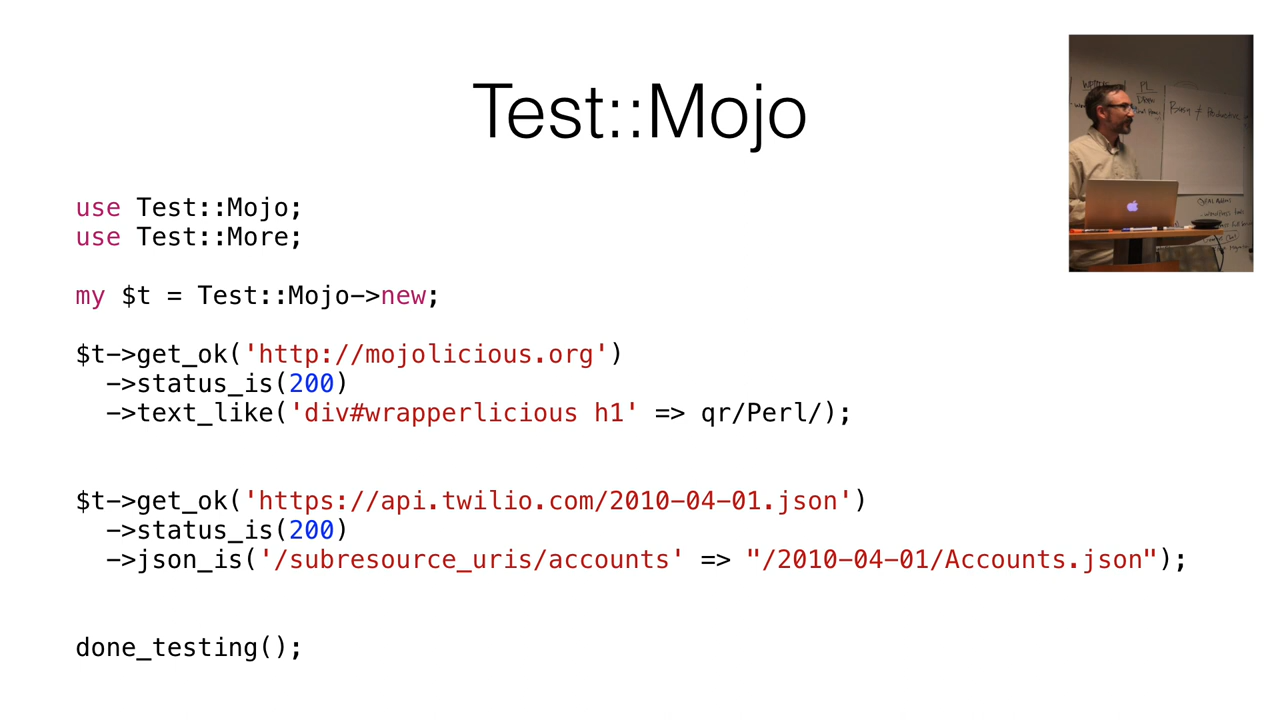 Test::Mojo
use Test::Mojo;
use Test::More;
my $t = Test::Mojo->new;
$t->get_ok('http://mojolicious.org')
->status_is(200)
->text_like('div#wrapperlicious h1' => qr/Perl/);
$t->get_ok('https://api.twilio.com/2010-04-01.json')
->status_is(200)
->json_is('/subresource_uris/accounts' => "/2010-04-01/Accounts.json");
done_testing();
PL
Busy ≠